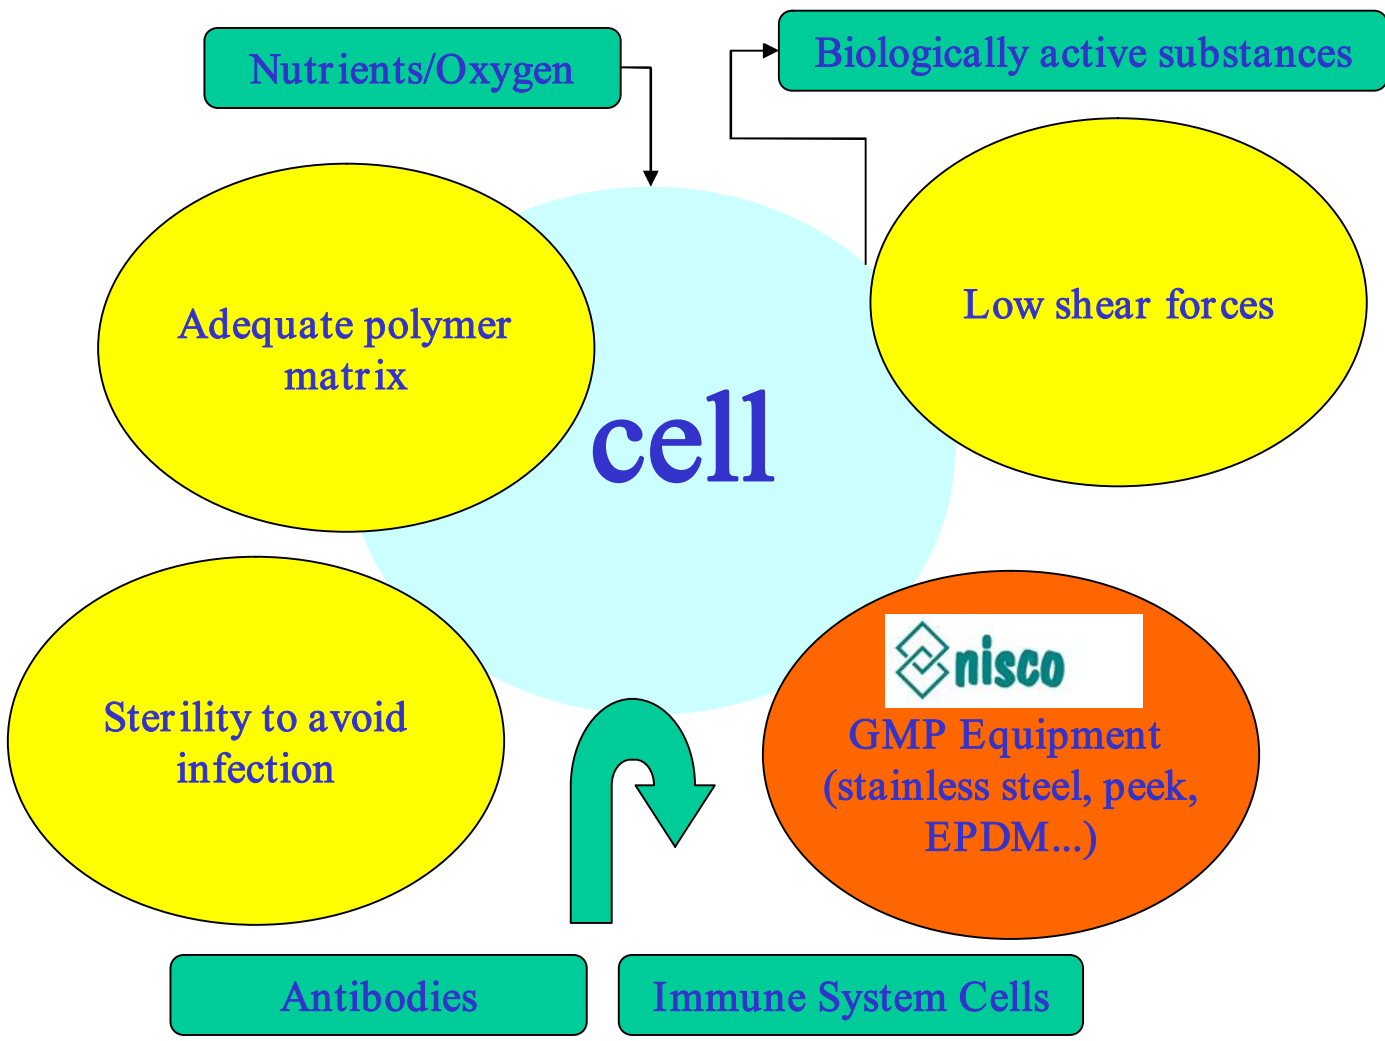 Nutrients/Oxygen
Biologically active substances
Adequate polymer
matrix
Low shear forces
cell
Sterility to avoid
infection
nisco
GMP Equipment
(stainless steel, peek,
EPDM...)
Antibodies
Immune System Cells